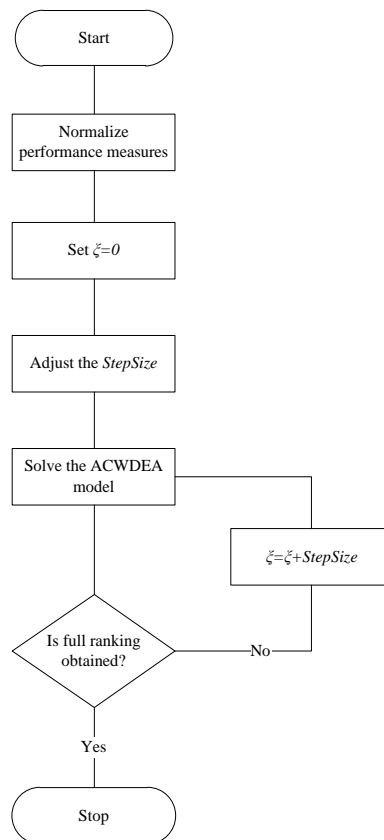 Start
Normalize
performance measures
Set ξ=0
Adjust the StepSize
Solve the ACWDEA
model
ξ=ξ+StepSize
Is full ranking
obtained?
No
Yes
Stop